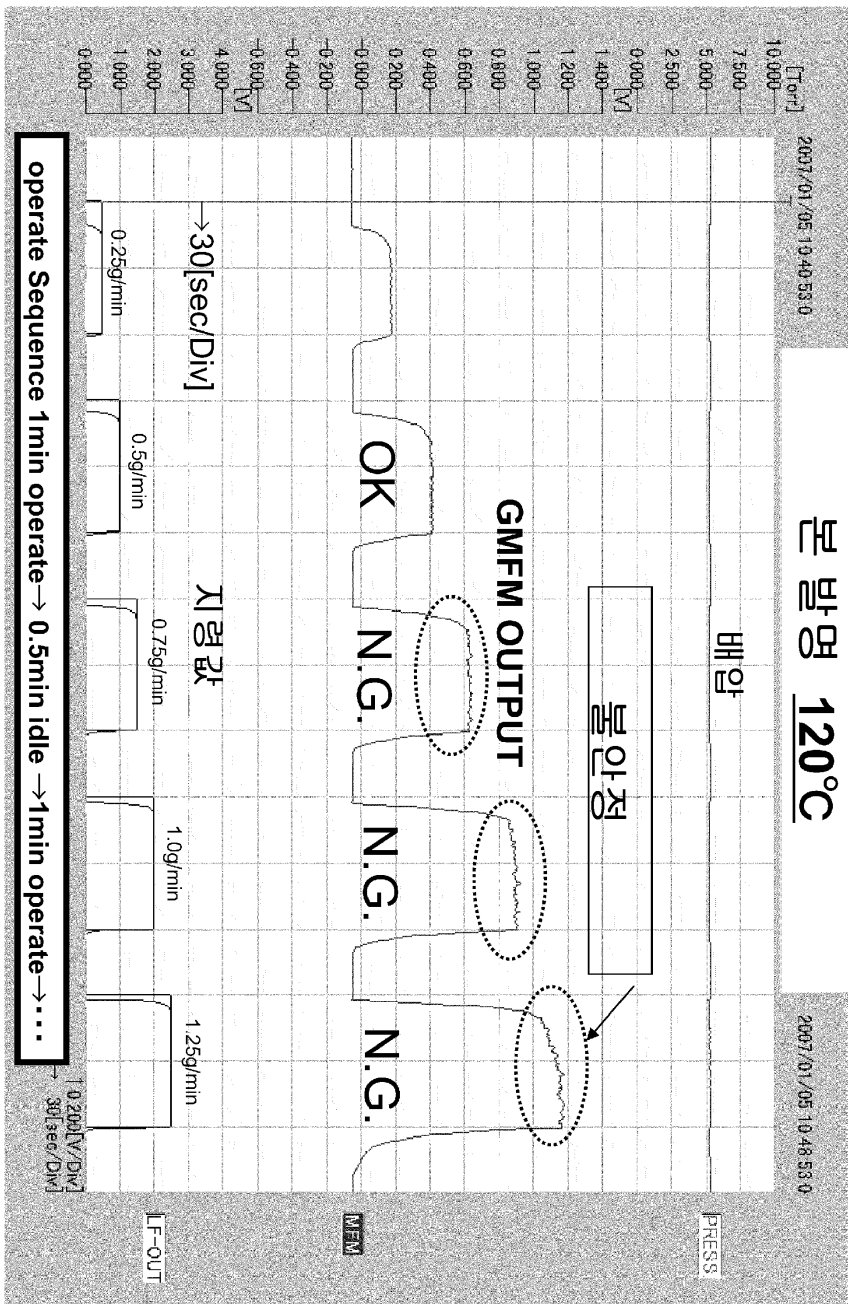 본 발명 120°C
2007/01/05 10:40:53.0
2007/01/05 10:48:53.0
[Torr]
10.000
7.500
5.000
2.500
0.000
[V]
1.400
1.000
0.800
0.600
0.400
0.200
-0.000
-0.200
-0.600
[V]
4.000
3.000
2.000
1.000
0.000
배압
PRESS
불안정
GMFM OUTPUT
OK
N.G.
N.G.
N.G.
MFM
→30[sec/Div]
지령값
0.25g/min
0.5g/min
0.75g/min
1.0g/min
1.25g/min
LF-OUT
↑0.200[V/Div]
→ 30[sec/Div]
operate Sequence 1min operate→ 0.5min idle →1min operate→···